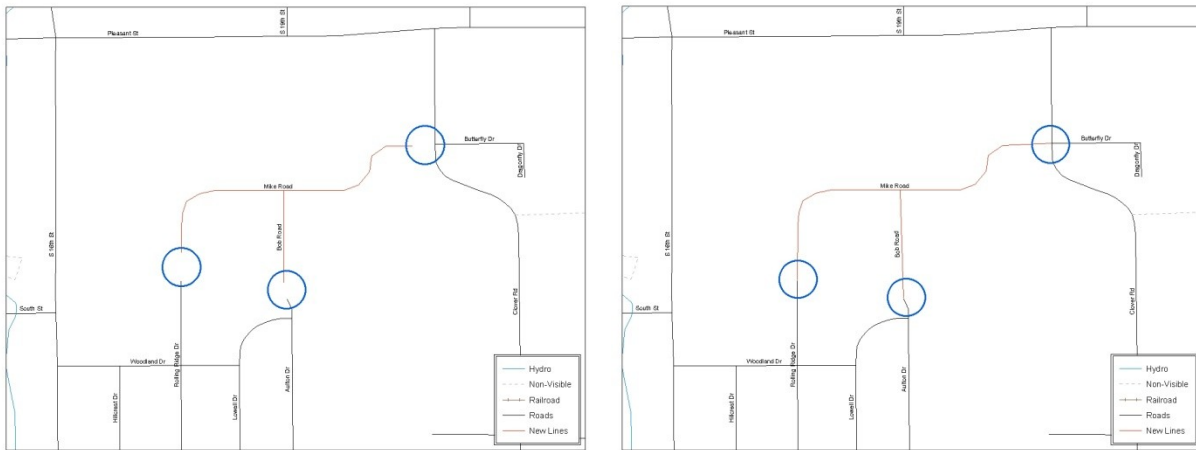 S 19th St
Pleasant St
Butterfly Dr
Dragonfly Dr
Mike Road
S 16th St
Bob Road
Clover Rd
South St
Woodland Dr
Rolling Ridge Dr
Hillcrest Dr
Lowell Dr
Aulton Dr
Hydro
Non-Visible
Railroad
Roads
New Lines
S 19th St
Pleasant St
Butterfly Dr
Dragonfly Dr
Mike Road
S 16th St
Bob Road
Clover Rd
South St
Woodland Dr
Rolling Ridge Dr
Hillcrest Dr
Lowell Dr
Aulton Dr
Hydro
Non-Visible
Railroad
Roads
New Lines